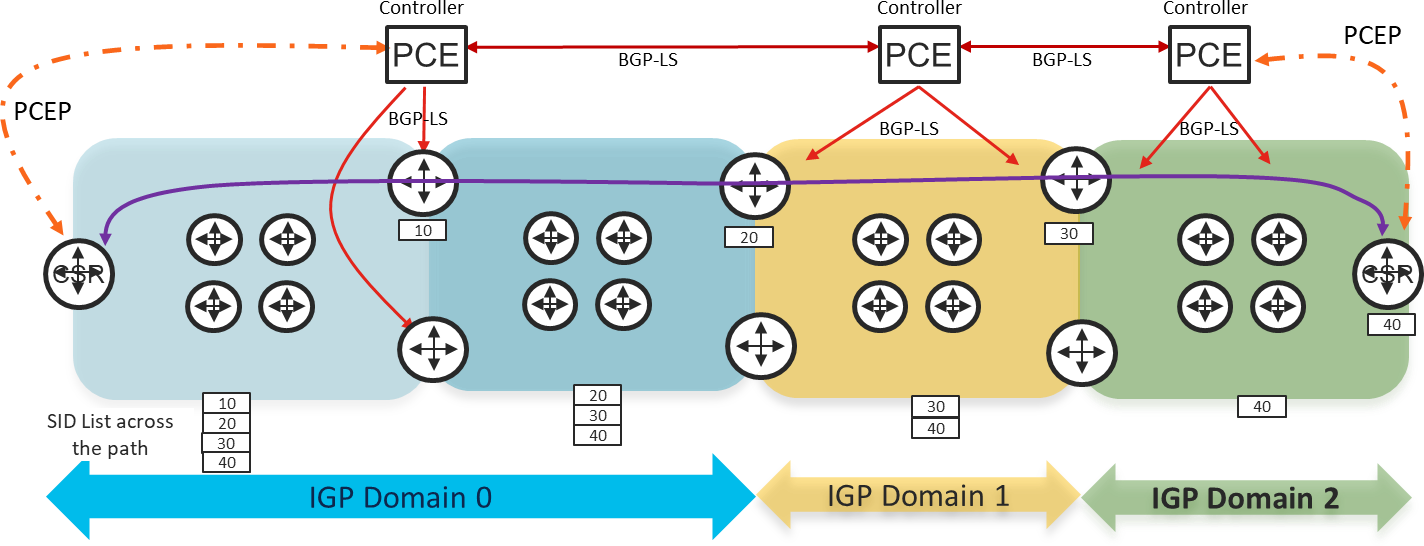 Controller
Controller
Controller
PCE
PCE
PCE
PCEP
BGP-LS
BGP-LS
PCEP
BGP-LS
BGP-LS
BGP-LS
10
20
30
CSR
CSR
40
SID List across
the path
10
20
30
40
20
30
40
30
40
40
IGP Domain 0
IGP Domain 1
IGP Domain 2